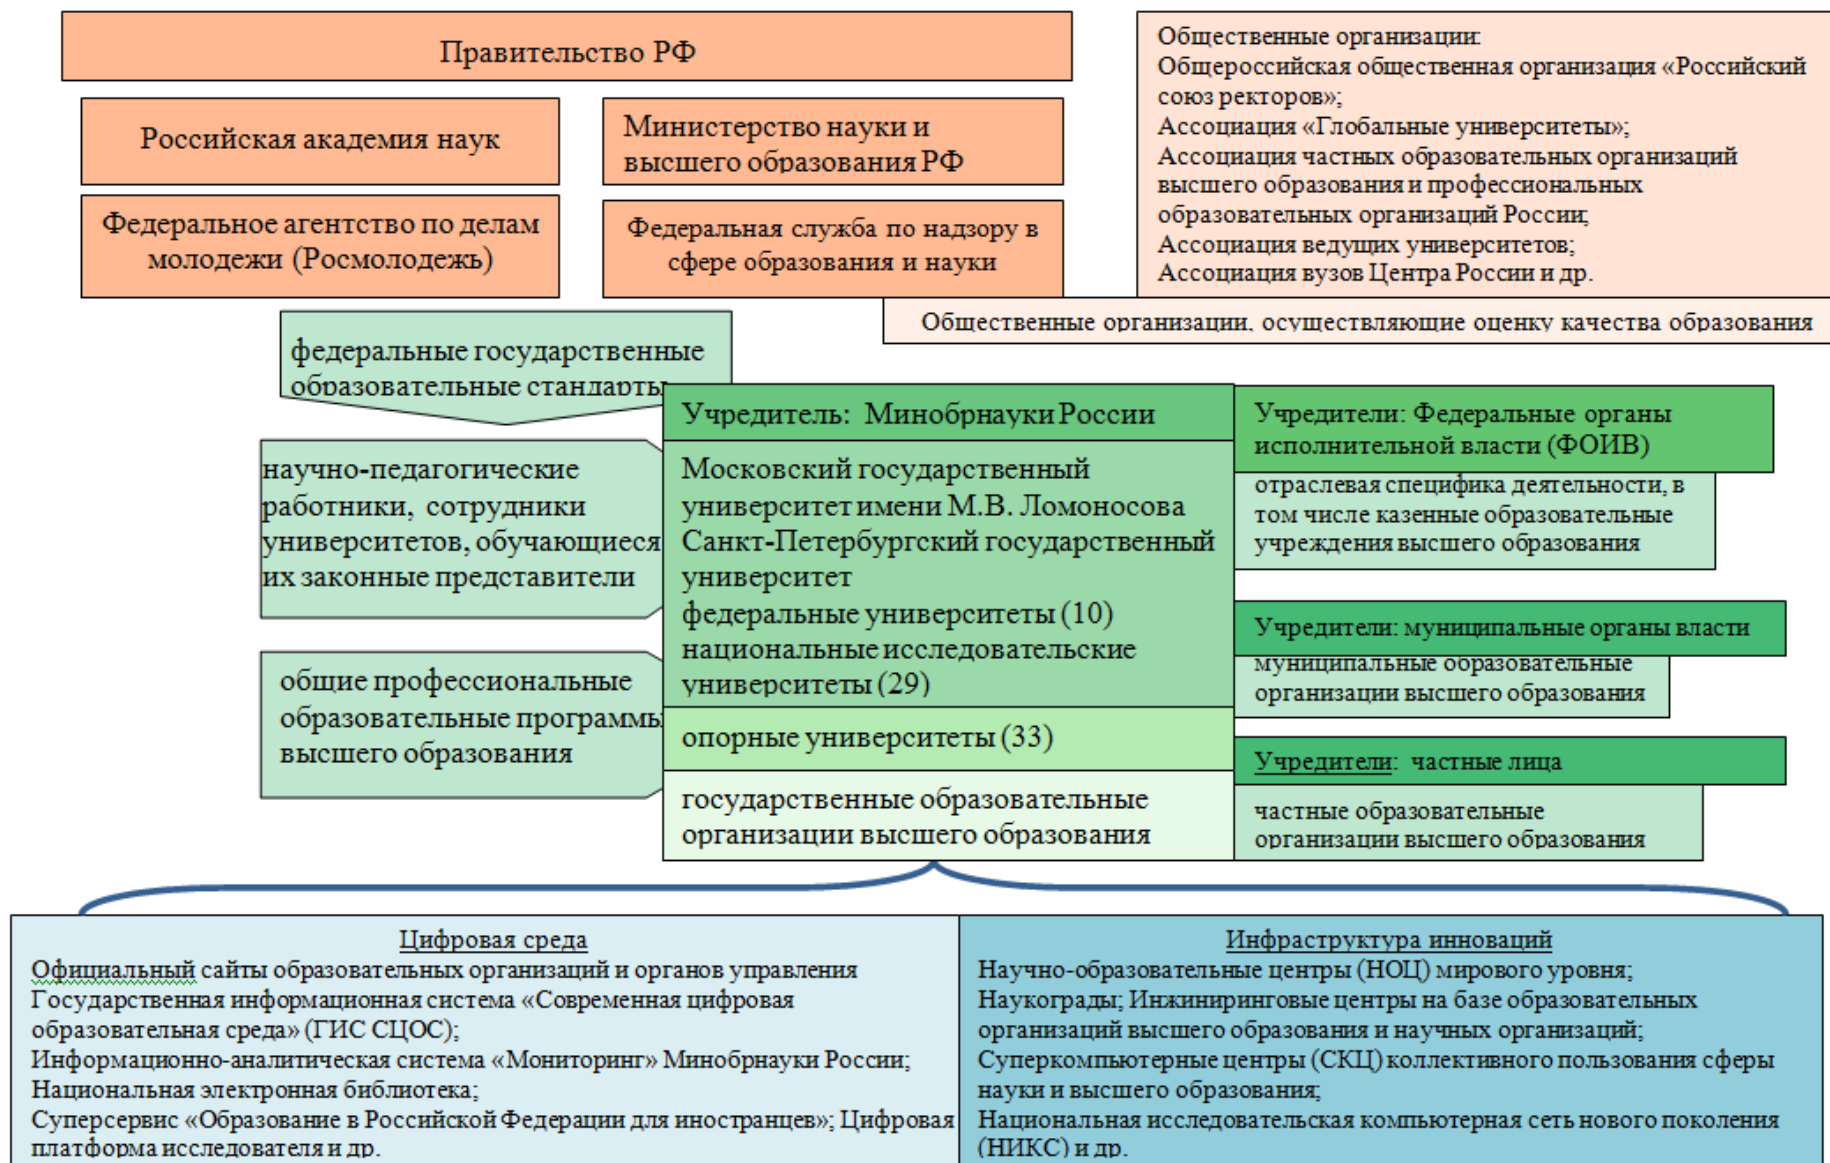 Правительство РФ
Российская академия наук
Министерство науки и
высшего образования РФ
Федеральное агентство по делам
молодежи (Росмолодежь)
Федеральная служба по надзору в
сфере образования и науки
Общественные организации:
Общероссийская общественная организация «Российский
союз ректоров»;
Ассоциация «Глобальные университеты»;
Ассоциация частных образовательных организаций
высшего образования и профессиональных
образовательных организаций России;
Ассоциация ведущих университетов;
Ассоциация вузов Центра России и др.
Общественные организации, осуществляющие оценку качества образования
федеральные государственные
образовательные стандарты
научно-педагогические
работники, сотрудники
университетов, обучающиеся
их законные представители
общие профессиональные
образовательные программы
высшего образования
Учредитель: Минобрнауки России
Московский государственный
университет имени М.В. Ломоносова
Санкт-Петербургский государственный
университет
федеральные университеты (10)
национальные исследовательские
университеты (29)
опорные университеты (33)
государственные образовательные
организации высшего образования
Учредители: Федеральные органы
исполнительной власти (ФОИВ)
отраслевая специфика деятельности, в
том числе казенные образовательные
учреждения высшего образования
Учредители: муниципальные органы власти
муниципальные образовательные
организации высшего образования
Учредители: частные лица
частные образовательные
организации высшего образования
Цифровая среда
Официальный сайты образовательных организаций и органов управления
Государственная информационная система «Современная цифровая
образовательная среда» (ГИС СЦОС);
Информационно-аналитическая система «Мониторинг» Минобрнауки России;
Национальная электронная библиотека;
Суперсервис «Образование в Российской Федерации для иностранцев»; Цифровая
платформа исследователя и др.
Инфраструктура инноваций
Научно-образовательные центры (НОЦ) мирового уровня;
Наукограды; Инжиниринговые центры на базе образовательных
организаций высшего образования и научных организаций;
Суперкомпьютерные центры (СКЦ) коллективного пользования сферы
науки и высшего образования;
Национальная исследовательская компьютерная сеть нового поколения
(НИКС) и др.